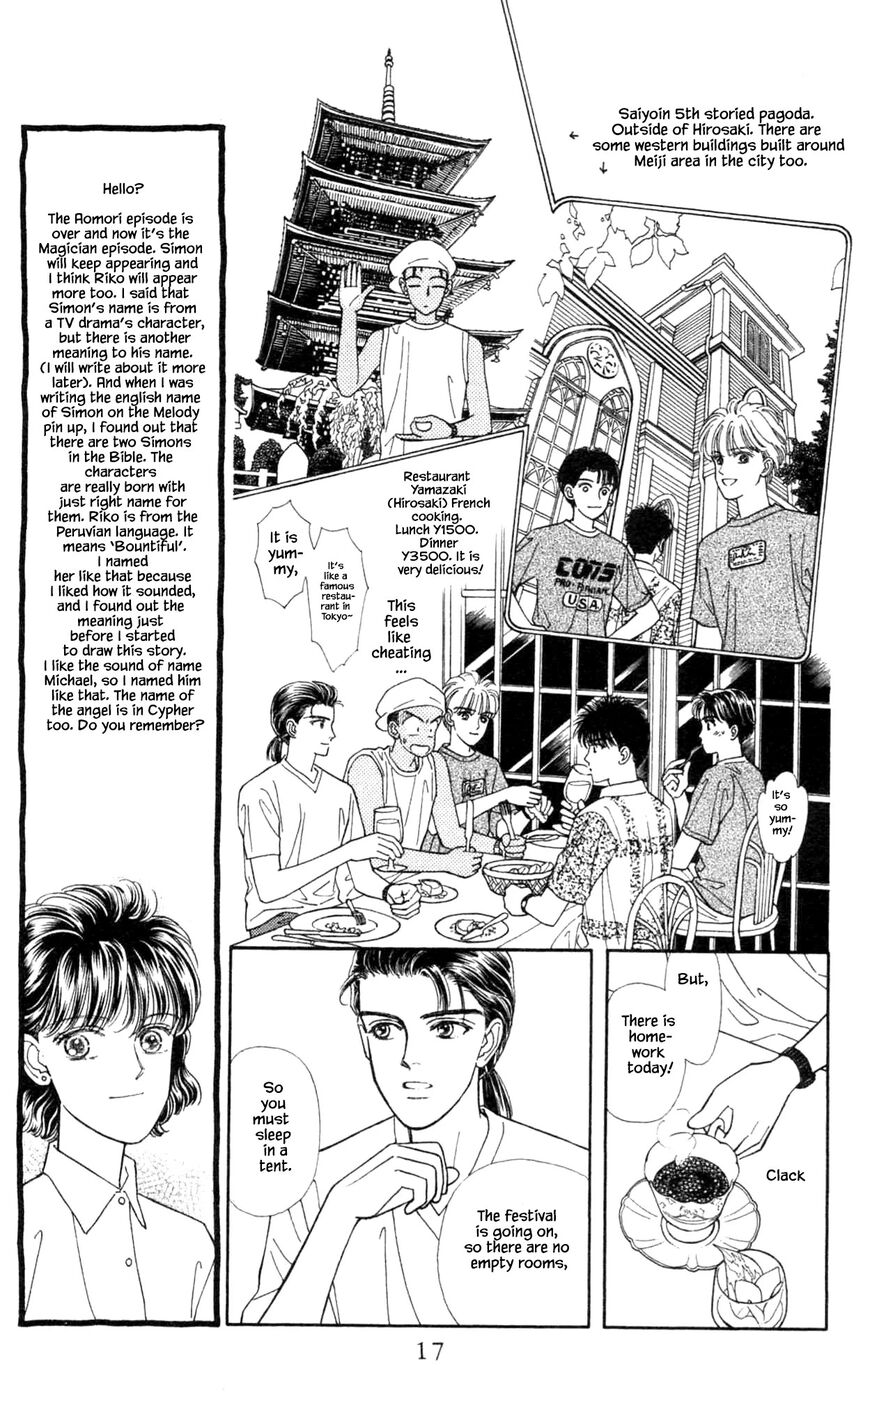 Saiyoin 5th storied pagoda.
Outside of Hirosaki. There are
some western buildings built around
Meiji area in the city too.
Hello?
The Aomori episode is
over and now it's the
Magician episode. Simon
will keep appearing and
I think Riko will appear
more too. I said that
Simon's name is from
a TV drama's character,
but there is another
meaning to his name.
(I will write about it more
later). And when I was
writing the english name
of Simon on the Melody
pin up, I found out that
there are two Simons
in the Bible. The
characters
are really born with
just right name for
them. Riko is from the
Peruvian language. It
means 'Bountiful'.
I named
her like that because
I liked how it sounded,
and I found out the
meaning just
before I started
to draw this story.
I like the sound of name
Michael, so I named him
like that. The name of
the angel is in Cypher
too. Do you remember?
USA
Restaurant
Yamazaki
(Hirosaki) French
cooking.
Lunch Y1500.
Dinner
Y3500. It is
very delicious!
It is
yum-
my,
It's
like a
famous
restau-
rant in
Tokyo~
This
feels
like
cheating
...
It's
so
yum-
my!
So
you
must
sleep
in a
tent.
The festival
is going on,
so there are no
empty rooms,
But,
There is
home-
work
today!
Clack
17